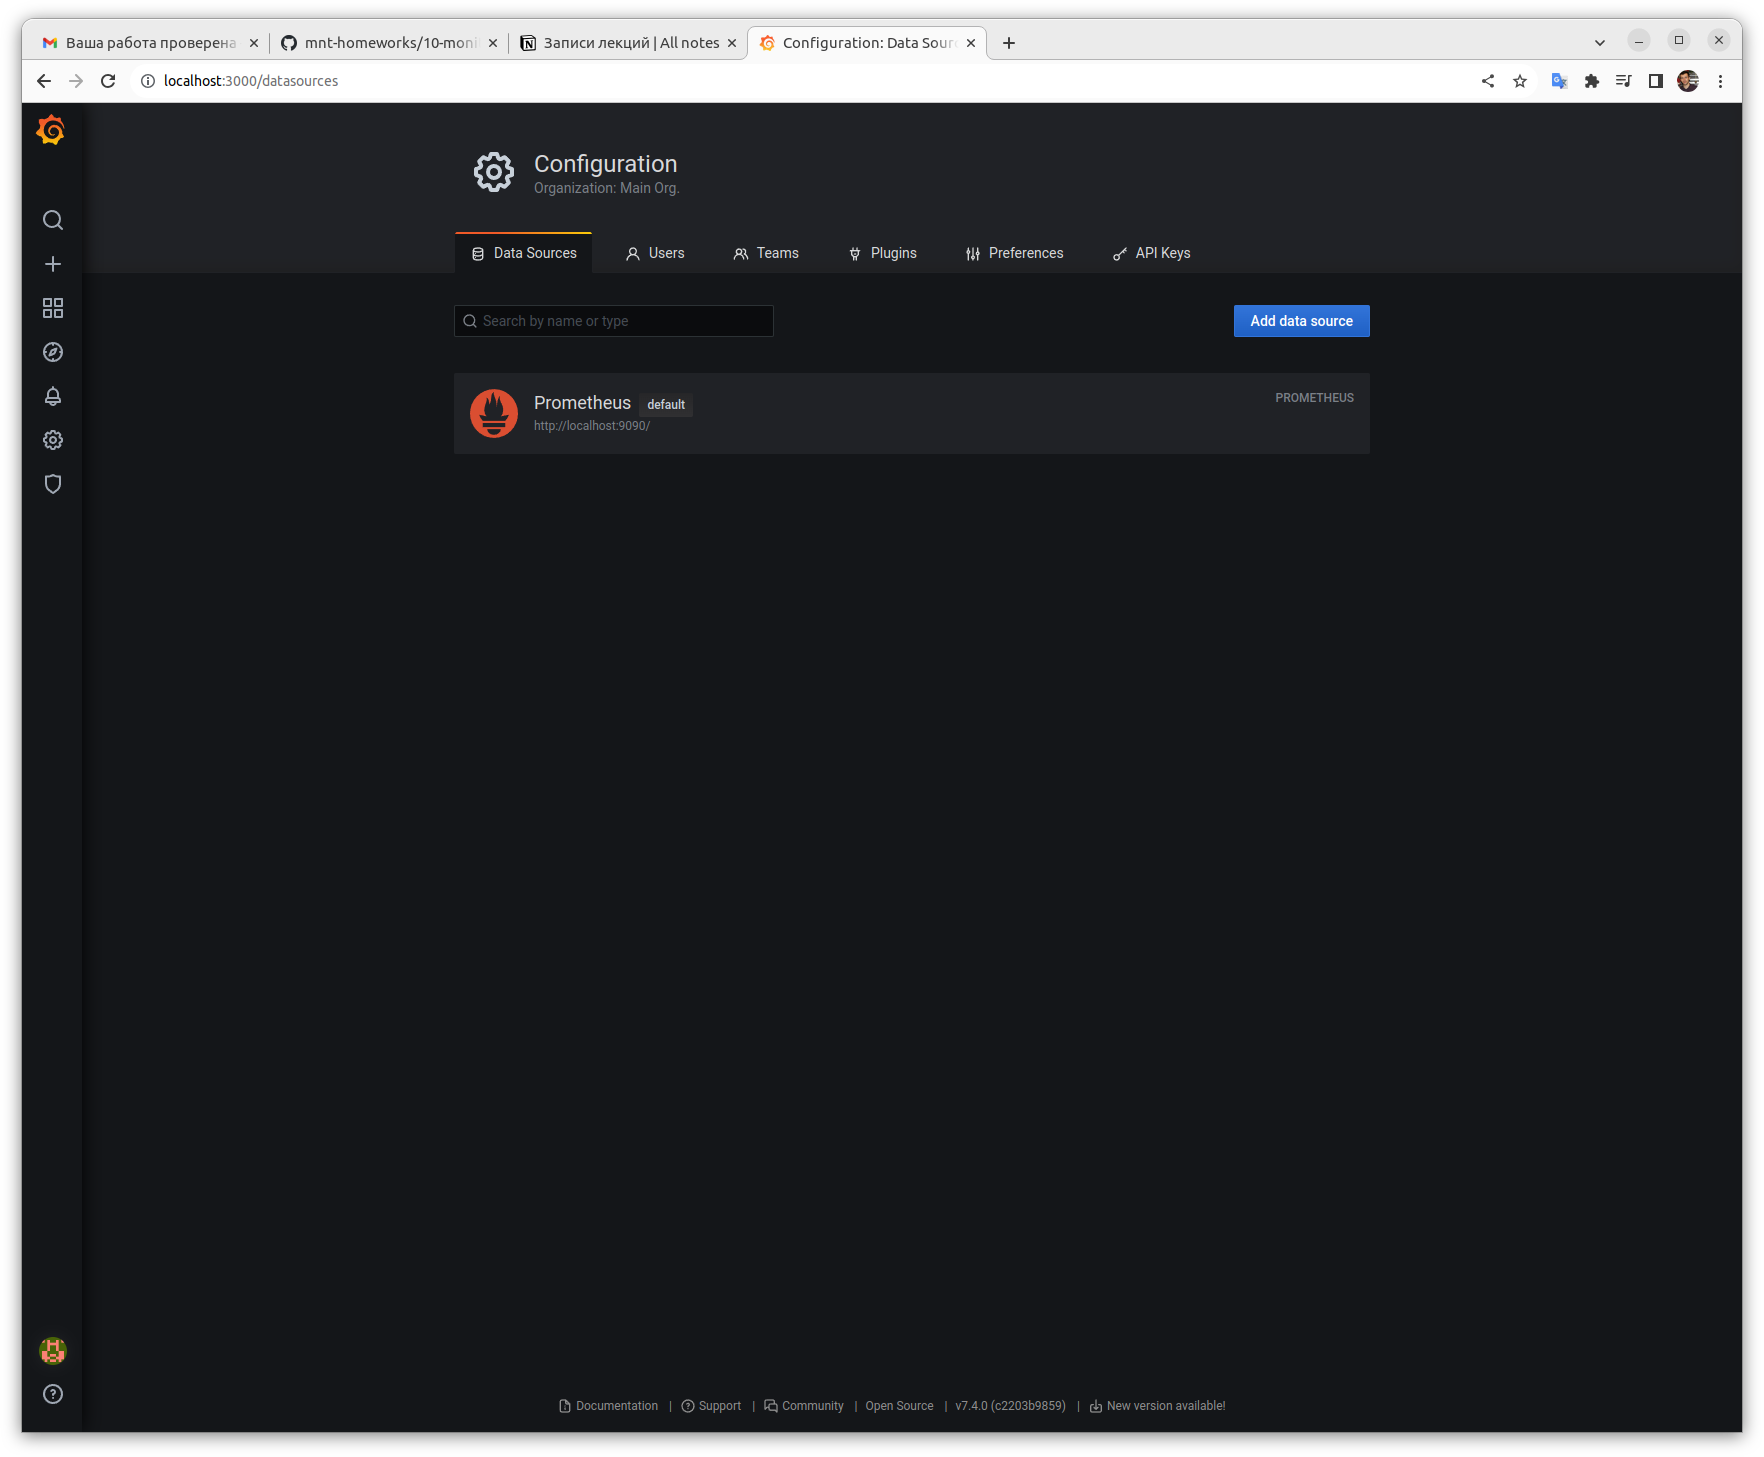 Ваша работа проверена
mnt-homeworks/10-moni
Записи лекций | All notes
Configuration: Data Sour
localhost:3000/datasources
Configuration
Organization: Main Org.
Data Sources
Users
Teams
Plugins
Preferences
API Keys
Search by name or type
Add data source
Prometheus default
PROMETHEUS
http://localhost:9090/
Documentation | Support | Community | Open Source | v7.4.0 (c2203b9859) | New version available!